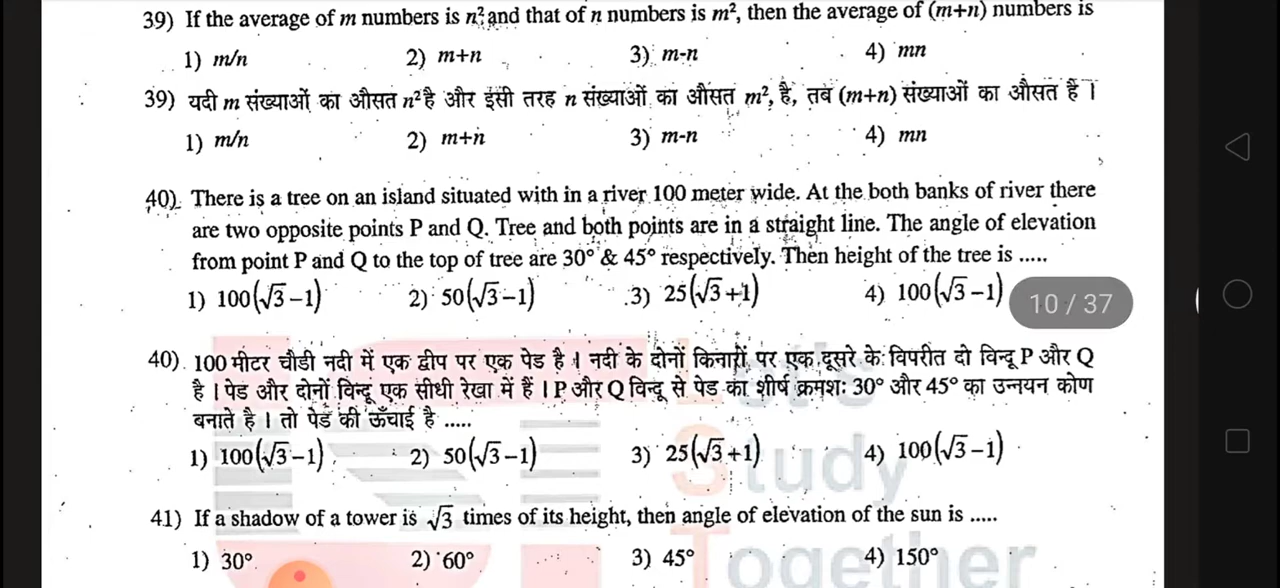 39) If the average of m numbers is n², and that of n numbers is m², then the average of (m+n) numbers is
1) m/n 2) m+n 3) m-n 4) mn
39) यदी m संख्याओं का औसत n² है और इसी तरह n संख्याओं का औसत m², है, तब (m+n) संख्याओं का औसत है ।
1) m/n 2) m+n 3) m-n 4) mn
40) There is a tree on an island situated with in a river 100 meter wide. At the both banks of river there
are two opposite points P and Q. Tree and both points are in a straight line. The angle of elevation
from point P and Q to the top of tree are 30° & 45° respectively. Then height of the tree is .....
1) 100(√3-1) 2) 50(√3-1) 3) 25(√3+1) 4) 100(√3-1)
10 / 37
40) 100 मीटर चौडी नदी में एक द्वीप पर एक पेड है । नदी के दोनों किनारों पर एक दूसरे के विपरीत दो विन्दू P और Q
है । पेड और दोनों विन्दू एक सीधी रेखा में हैं । P और Q विन्दू से पेड का शीर्ष क्रमशः 30° और 45° का उन्नयन कोण
बनाते है । तो पेड की ऊँचाई है .....
1) 100(√3-1) 2) 50(√3-1) 3) 25(√3+1) 4) 100(√3-1)
Let's
Study
41) If a shadow of a tower is √3 times of its height, then angle of elevation of the sun is .....
1) 30° 2) 60° 3) 45° 4) 150°
Together